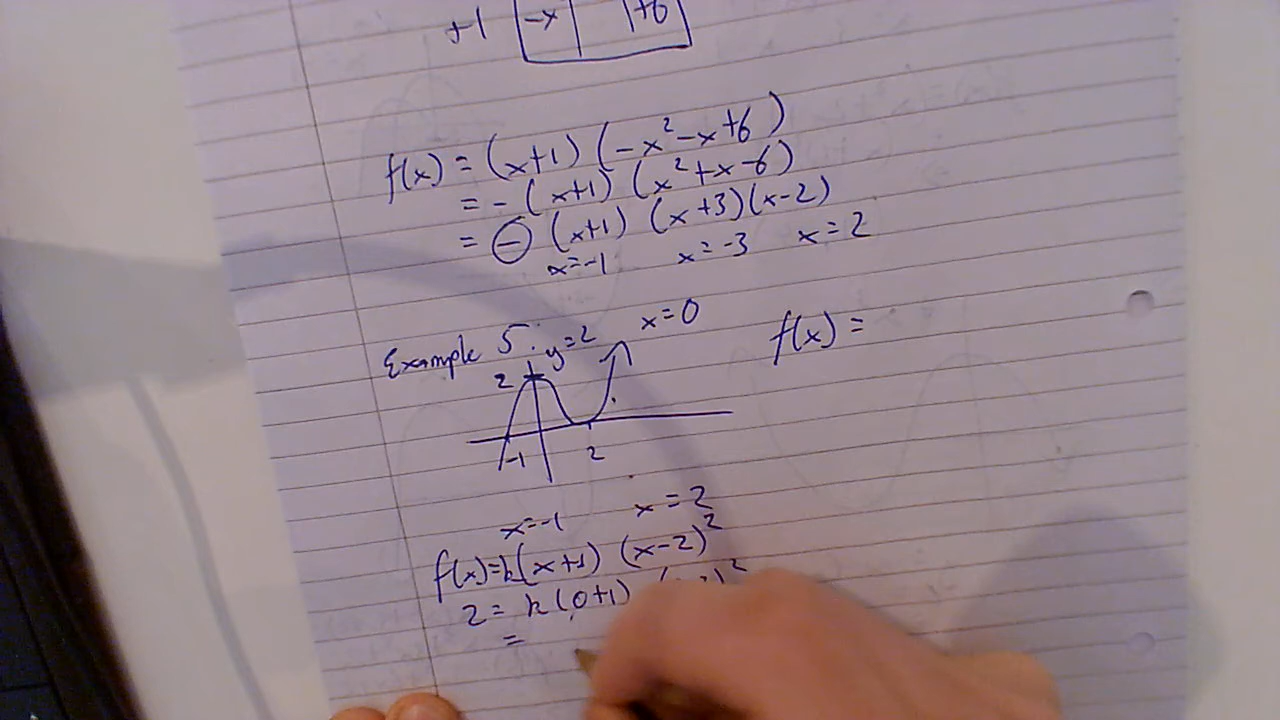 +1 -x +6
f(x) = (x+1) (-x²-x+6)
= - (x+1) (x²+x-6)
= - (x+1) (x+3)(x-2)
x=-1 x=-3 x=2
Example 5: y=2 x=0 f(x) =
2
-1 2
x=-1 x=2
f(x)=k(x+1) (x-2)²
2 = k(0+1) ²
=